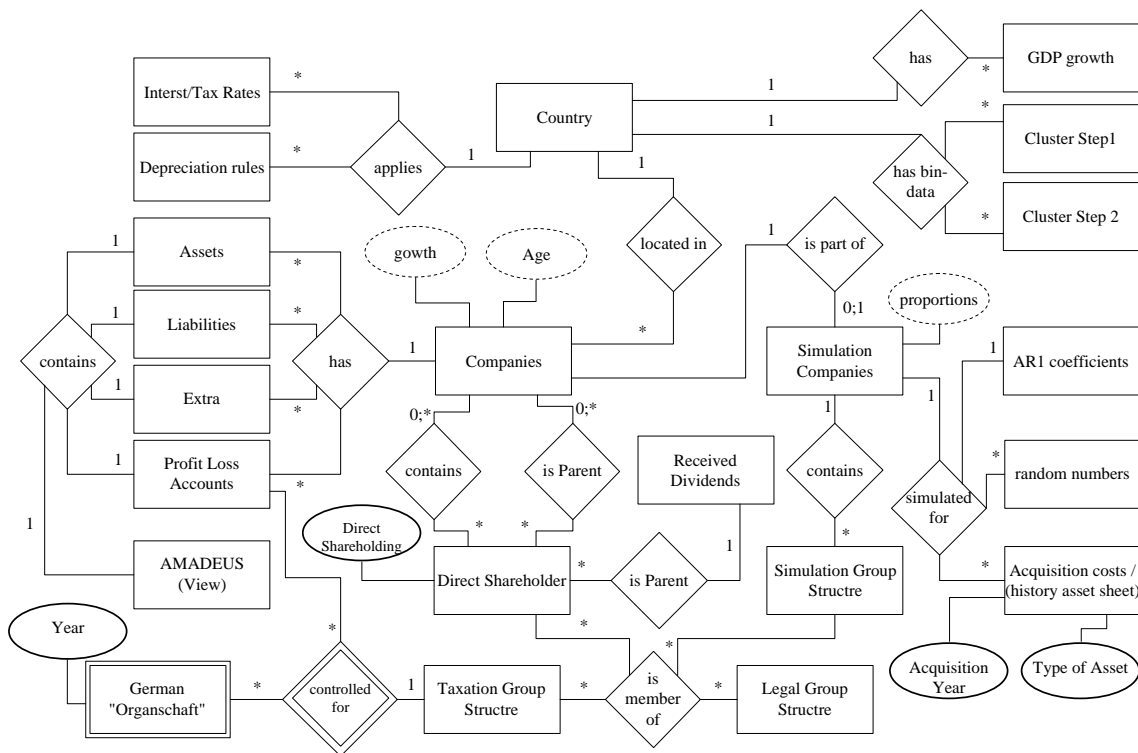 has
GDP growth
*
1
Interst/Tax Rates
*
Country
1
*
Cluster Step1
Depreciation rules
*
applies
1
1
has bin-
data
*
Cluster Step 2
1
Assets
*
gowth
Age
located in
1
is part of
1
Liabilities
*
contains
has
1
Companies
*
0;1
proportions
Simulation
Companies
1
AR1 coefficients
1
Extra
*
0;*
0;*
1
1
1
Profit Loss
Accounts
contains
is Parent
Received
Dividends
contains
*
random numbers
simulated
for
1
*
Direct
Shareholding
*
*
1
*
AMADEUS
(View)
Direct Shareholder
*
is Parent
Simulation Group
Structre
*
Acquisition costs /
(history asset sheet)
Year
*
*
*
German
"Organschaft"
*
controlled
for
1
Taxation Group
Structre
*
is
member
of
*
Legal Group
Structre
Acquisition
Year
Type of Asset